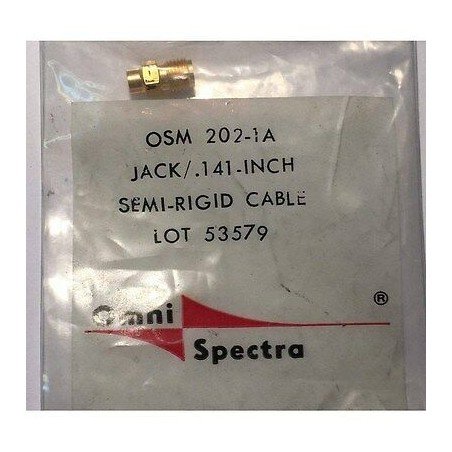 OSM 202-1A
JACK/.141-INCH
SEMI-RIGID CABLE
LOT 53579
Omni
®
Spectra